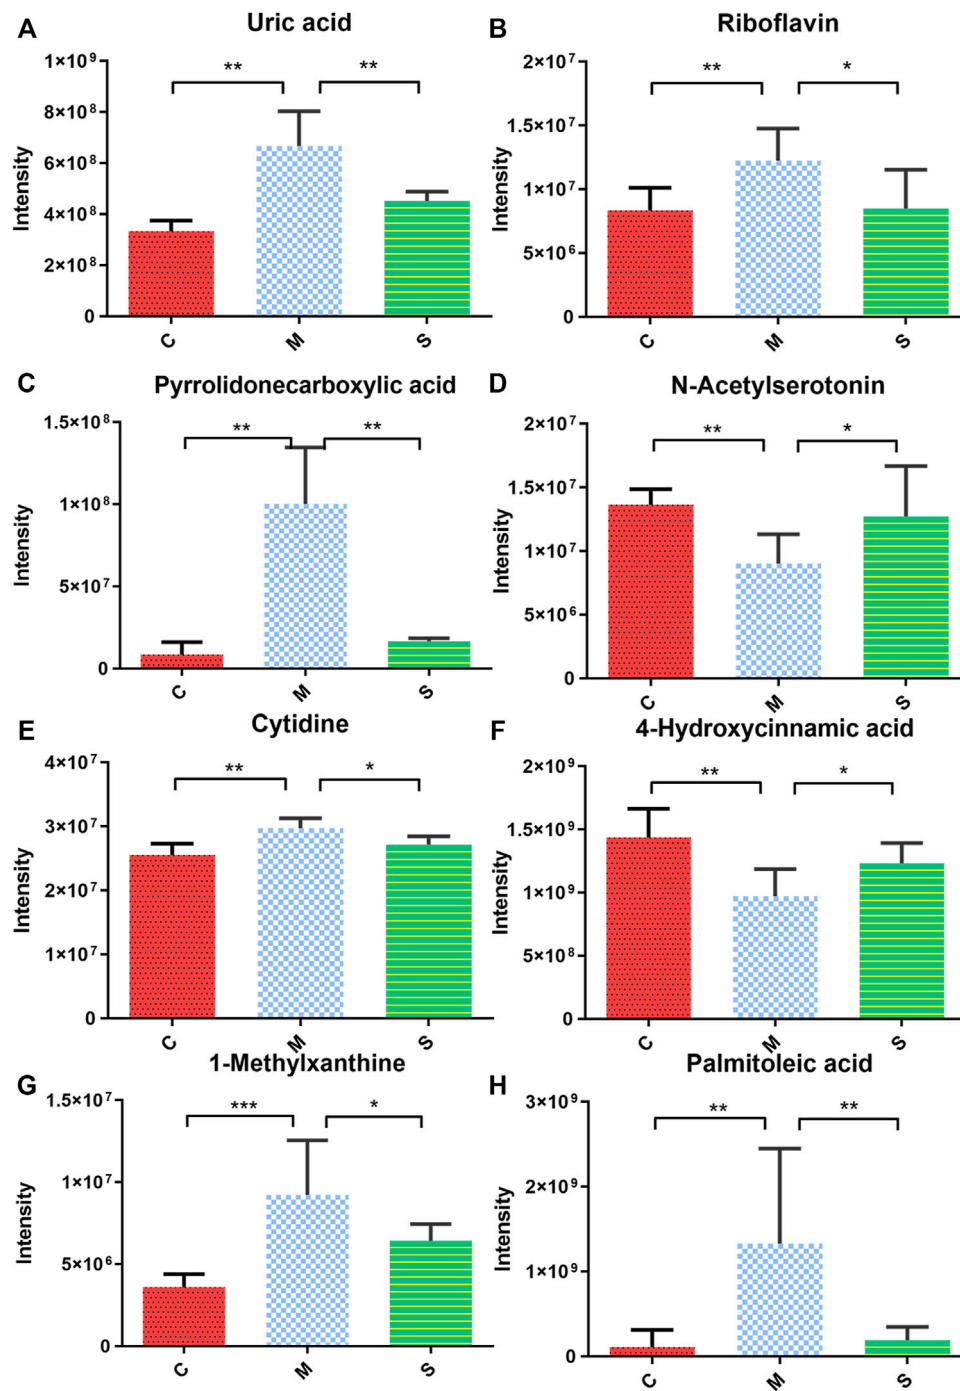 A
Uric acid
1×10⁹
8×10⁸
6×10⁸
4×10⁸
2×10⁸
0
Intensity
**
**
C
M
S
B
Riboflavin
2×10⁷
1.5×10⁷
1×10⁷
5×10⁶
0
Intensity
**
*
C
M
S
C
Pyrrolidonecarboxylic acid
1.5×10⁸
1×10⁸
5×10⁷
0
Intensity
**
**
C
M
S
D
N-Acetylserotonin
2×10⁷
1.5×10⁷
1×10⁷
5×10⁶
0
Intensity
**
*
C
M
S
E
Cytidine
4×10⁷
3×10⁷
2×10⁷
1×10⁷
0
Intensity
**
*
C
M
S
F
4-Hydroxycinnamic acid
2×10⁹
1.5×10⁹
1×10⁹
5×10⁸
0
Intensity
**
*
C
M
S
G
1-Methylxanthine
1.5×10⁷
1×10⁷
5×10⁶
0
Intensity
***
*
C
M
S
H
Palmitoleic acid
3×10⁹
2×10⁹
1×10⁹
0
Intensity
**
**
C
M
S